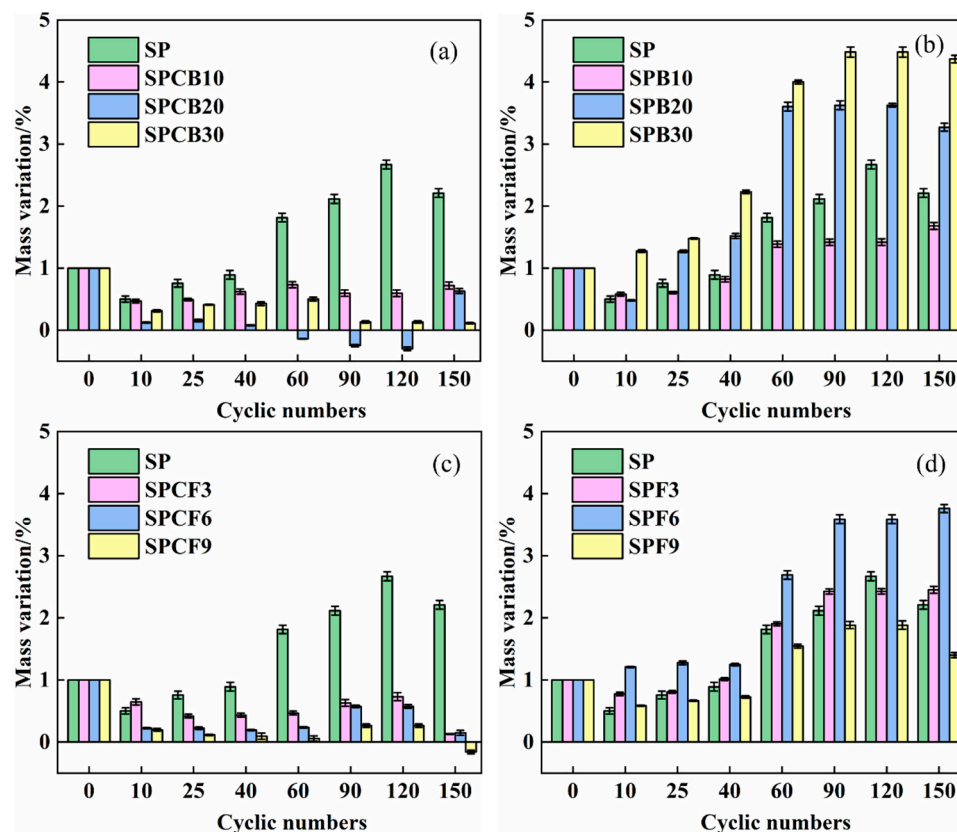 (a)
SP
SPCB10
SPCB20
SPCB30
Mass variation/%
5
4
3
2
1
0
0 10 25 40 60 90 120 150
Cyclic numbers
(b)
SP
SPB10
SPB20
SPB30
Mass variation/%
5
4
3
2
1
0
0 10 25 40 60 90 120 150
Cyclic numbers
(c)
SP
SPCF3
SPCF6
SPCF9
Mass variation/%
5
4
3
2
1
0
0 10 25 40 60 90 120 150
Cyclic numbers
(d)
SP
SPF3
SPF6
SPF9
Mass variation/%
5
4
3
2
1
0
0 10 25 40 60 90 120 150
Cyclic numbers